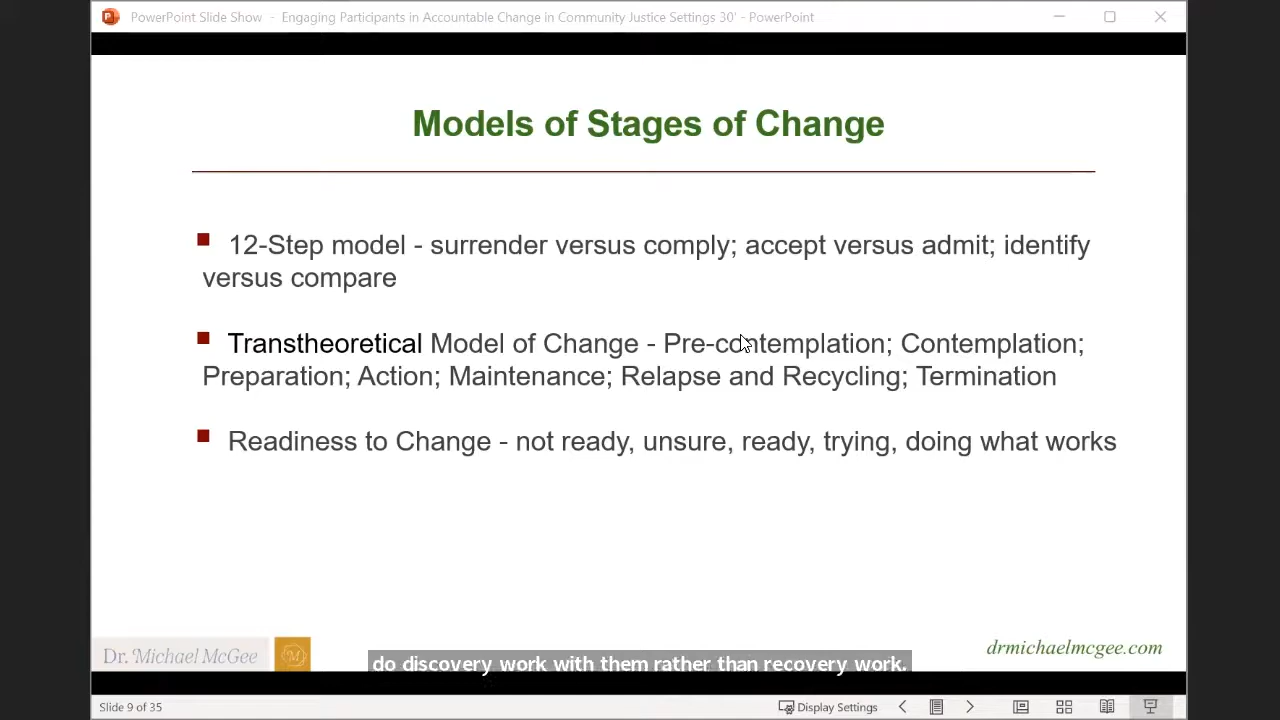 PowerPoint Slide Show - Engaging Participants in Accountable Change in Community Justice Settings 30' - PowerPoint
Models of Stages of Change
12-Step model - surrender versus comply; accept versus admit; identify
versus compare
Transtheoretical Model of Change - Pre-contemplation; Contemplation;
Preparation; Action; Maintenance; Relapse and Recycling; Termination
Readiness to Change - not ready, unsure, ready, trying, doing what works
Dr. Michael McGee
drmichaelmcgee.com
do discovery work with them rather than recovery work.
Slide 9 of 35
Display Settings